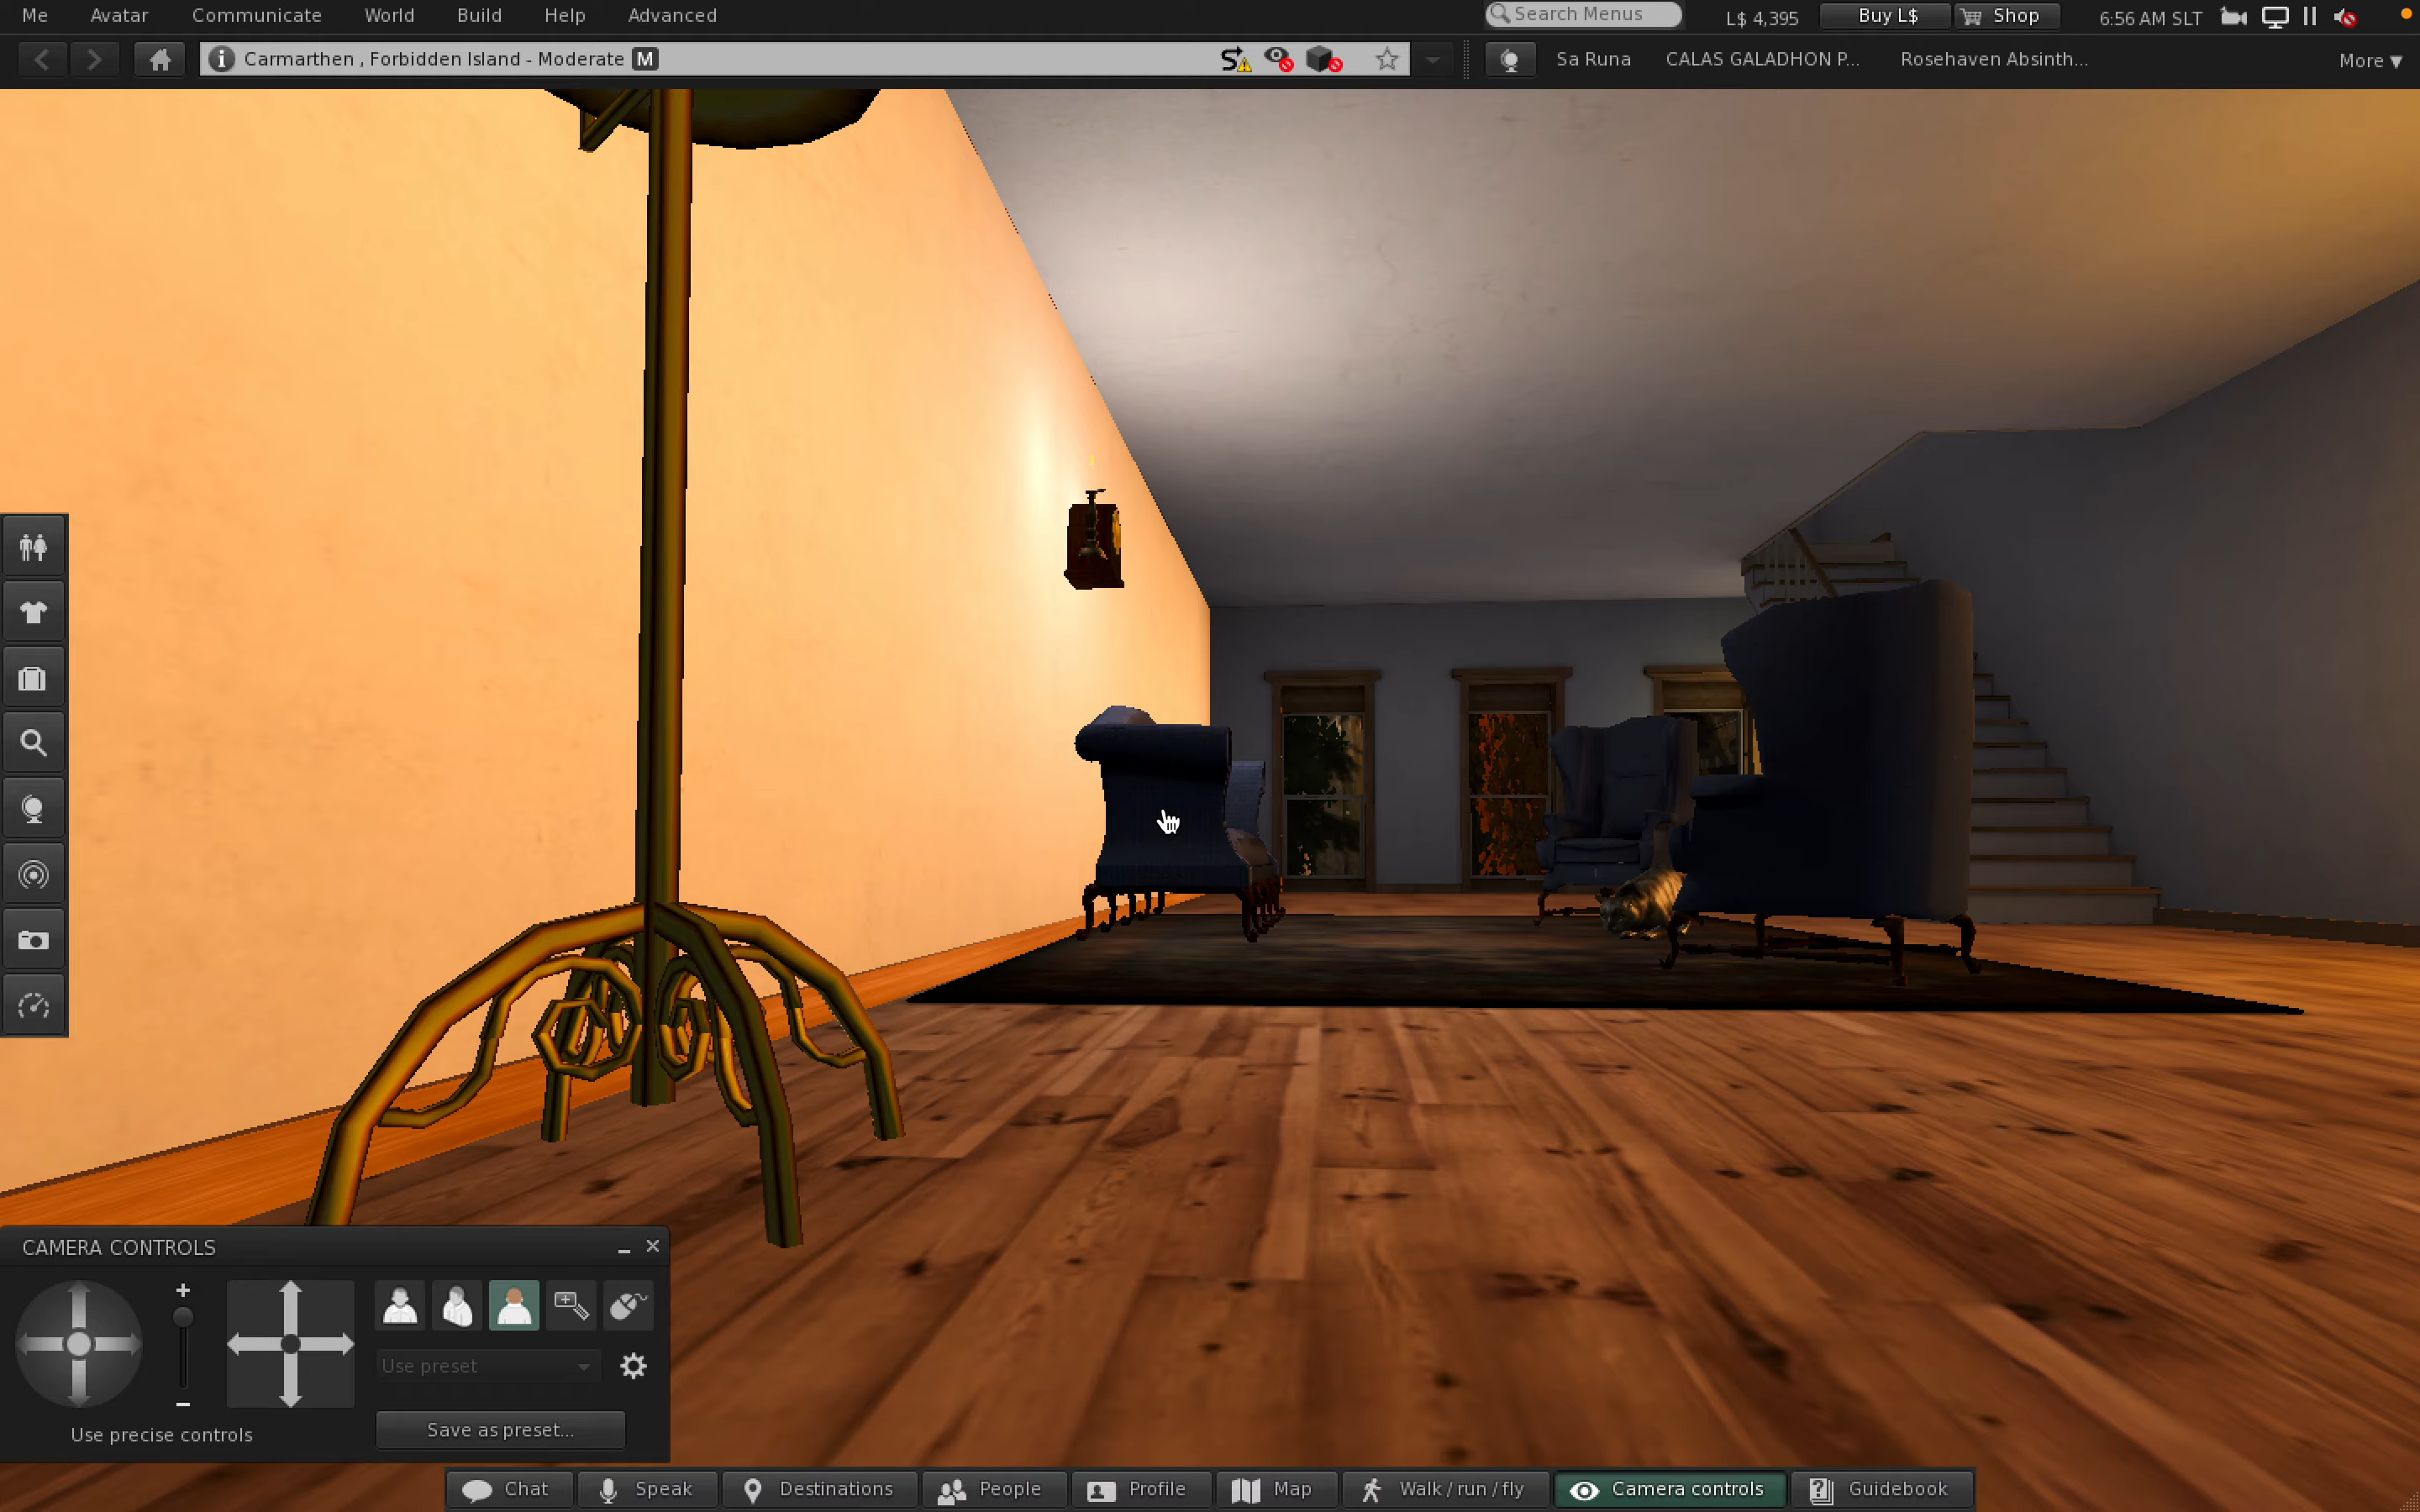 Me Avatar Communicate World Build Help Advanced Search Menus L$ 4,395 Buy L$ Shop 6:56 AM SLT
Carmarthen , Forbidden Island - Moderate M Sa Runa CALAS GALADHON P... Rosehaven Absinth... More ▼
CAMERA CONTROLS
Use preset
Use precise controls Save as preset...
Chat Speak Destinations People Profile Map Walk / run / fly Camera controls Guidebook